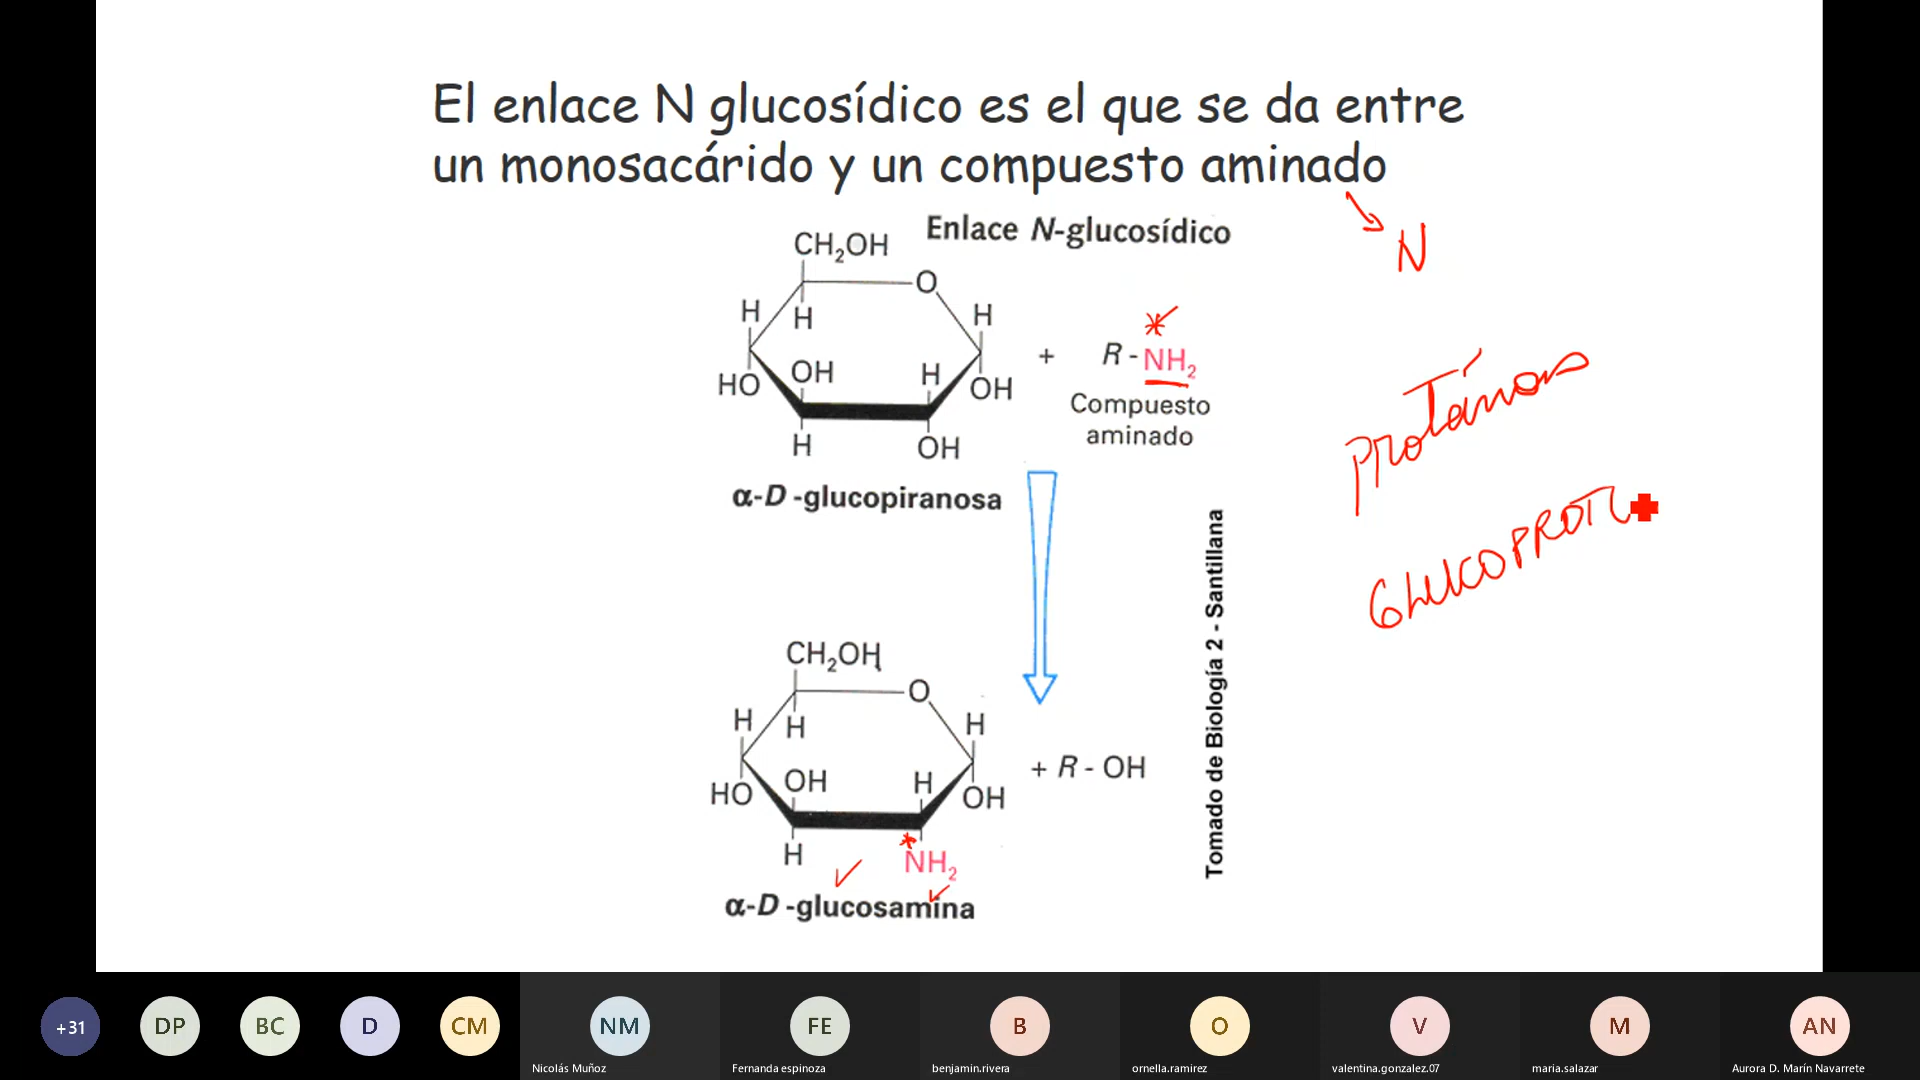 El enlace N glucosídico es el que se da entre
un monosacárido y un compuesto aminado
N
Enlace N-glucosídico
CH₂OH
O
H
H
H
HO
OH
H
OH
H
OH
+ R - NH₂
Compuesto
aminado
α-D -glucopiranosa
GLUCOPROT
Tomado de Biología 2 - Santillana
CH₂OH
O
H
H
H
HO
OH
H
OH
H
NH₂
+ R - OH
α-D -glucosamina
+31
DP
BC
D
CM
NM
FE
B
O
V
M
AN
Nicolás Muñoz
Fernanda espinoza
benjamin.rivera
ornella.ramirez
valentina.gonzalez.07
maria.salazar
Aurora D. Marín Navarrete